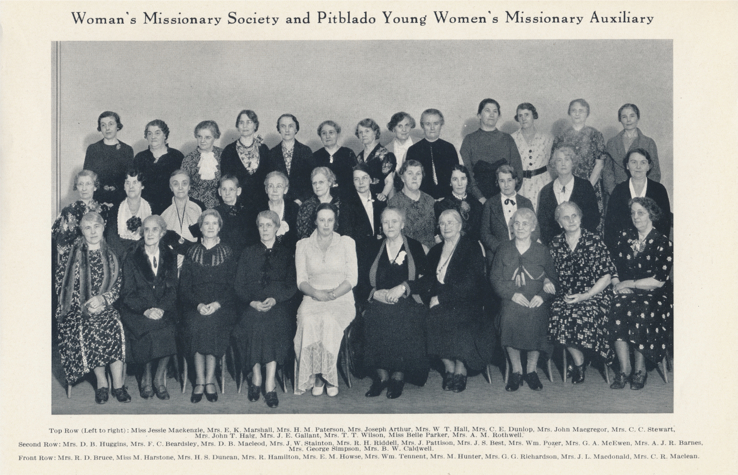 Woman's Missionary Society and Pitblado Young Women's Missionary Auxiliary
Top Row (Left to right): Miss Jessie Mackenzie, Mrs. E. K. Marshall, Mrs. H. M. Paterson, Mrs. Joseph Arthur, Mrs. W. T. Hall, Mrs. C. E. Dunlop, Mrs. John Macgregor, Mrs. C. C. Stewart,
Mrs. John T. Haig, Mrs. J. E. Gallant, Mrs. T. T. Wilson, Miss Belle Parker, Mrs. A. M. Rothwell.
Second Row: Mrs. D. B. Huggins, Mrs. F. C. Beardsley, Mrs. D. B. Macleod, Mrs. J. W. Stainton, Mrs. R. H. Riddell, Mrs. J. Pattison, Mrs. J. S. Best, Mrs. Wm. Pozer, Mrs. G. A. McEwen, Mrs. A. J. R. Barner,
Mrs. George Simpson, Mrs. B. W. Caldwell.
Front Row: Mrs. R. D. Bruce, Miss M. Harstone, Mrs. H. S. Duncan, Mrs. R. Hamilton, Mrs. E. M. Howse, Mrs. Wm. Tennent, Mrs. M. Hunter, Mrs. G. G. Richardson, Mrs. J. L. Macdonald, Mrs. C. R. Maclean.